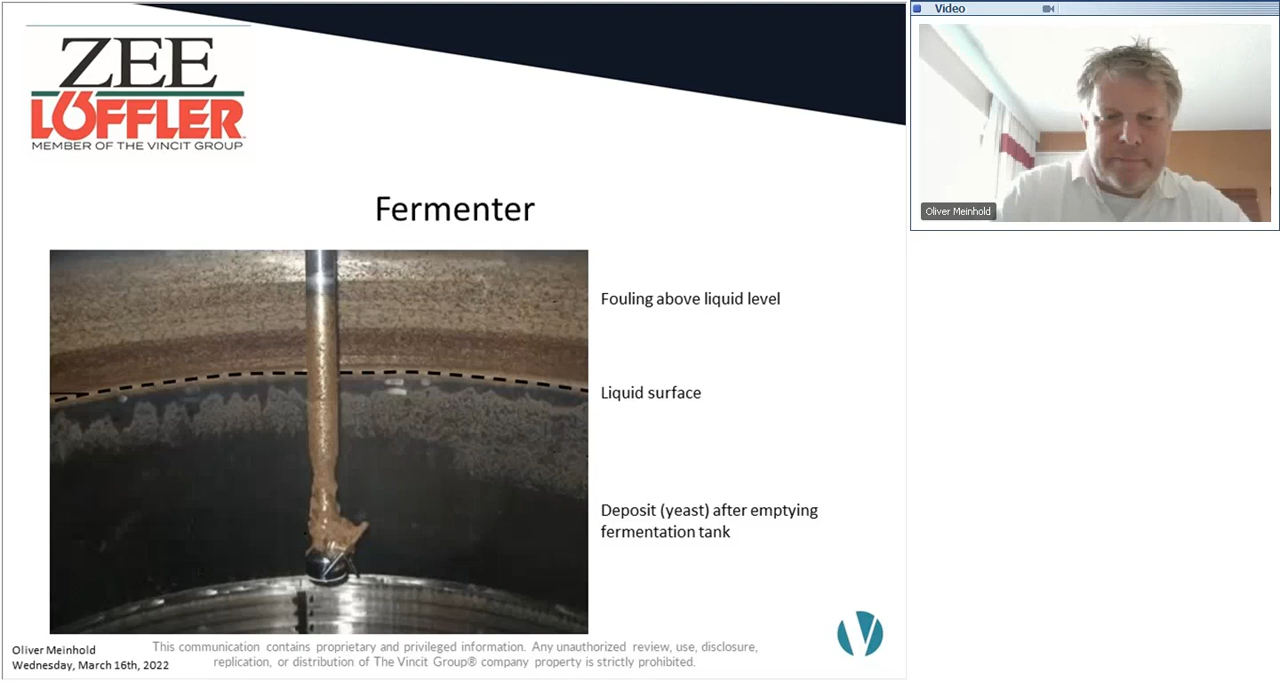 ZEE
LÖFFLER
MEMBER OF THE VINCIT GROUP
Fermenter
Fouling above liquid level
Liquid surface
Deposit (yeast) after emptying
fermentation tank
Oliver Meinhold
Wednesday, March 16th, 2022
This communication contains proprietary and privileged information. Any unauthorized review, use, disclosure,
replication, or distribution of The Vincit Group® company property is strictly prohibited.
Video
Oliver Meinhold